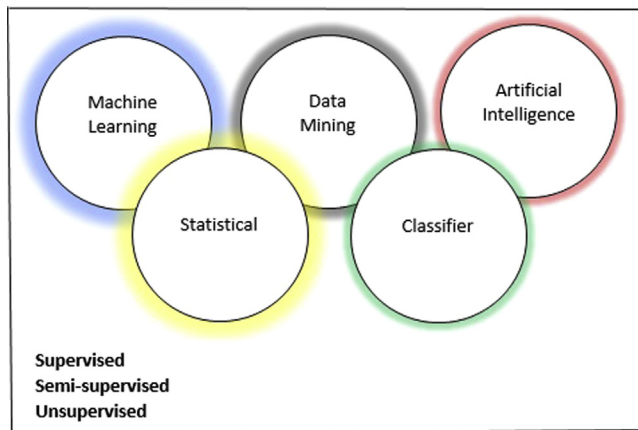 Machine
Learning
Data
Mining
Artificial
Intelligence
Statistical
Classifier
Supervised
Semi-supervised
Unsupervised